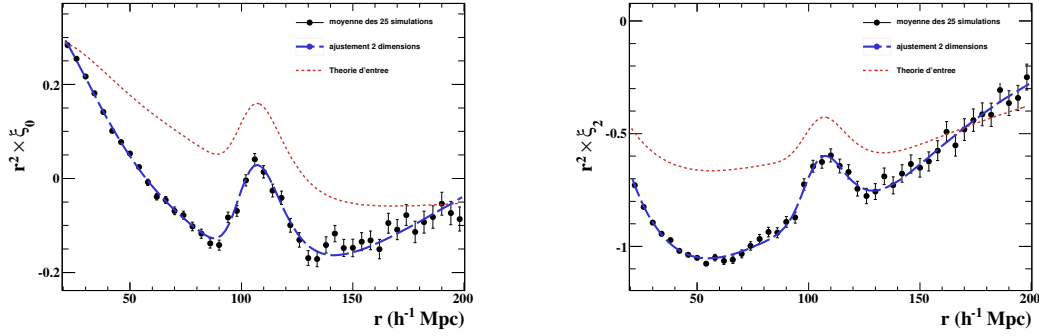 moyenne des 25 simulations
ajustement 2 dimensions
Theorie d'entree
0.2
0
-0.2
r² × ξ₀
50
100
150
200
r (h⁻¹ Mpc)
moyenne des 25 simulations
ajustement 2 dimensions
Theorie d'entree
-0
-0.5
-1
r² × ξ₂
50
100
150
200
r (h⁻¹ Mpc)